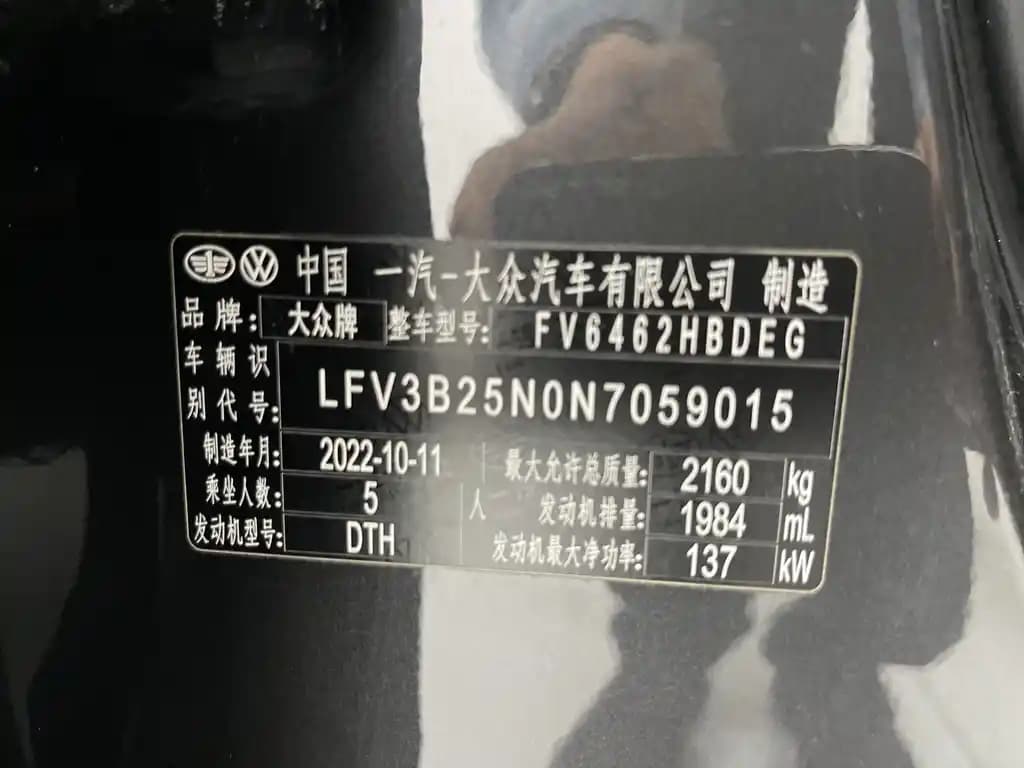 中国 一汽-大众汽车有限公司 制造
品牌: 大众牌 整车型号: FV6462HBDEG
车辆识
别代号: LFV3B25N0N7059015
制造年月: 2022-10-11 最大允许总质量: 2160 kg
乘坐人数: 5 人 发动机排量: 1984 mL
发动机型号: DTH 发动机最大净功率: 137 kW